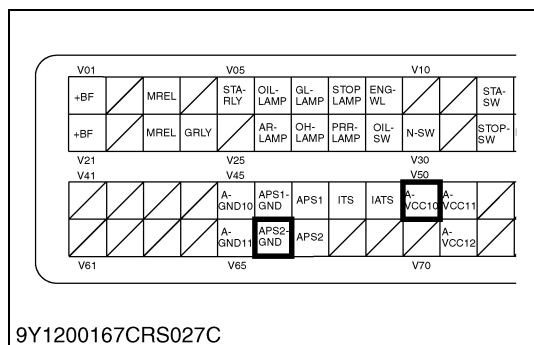 V01 V05 V10
+BF MREL STA-RLY OIL-LAMP GL-LAMP STOP LAMP ENG-WL STA-SW
+BF MREL GRLY AR-LAMP OH-LAMP PRR-LAMP OIL-SW N-SW STOP-SW
V21 V25 V30
V41 V45 V50
A-GND10 APS1-GND APS1 ITS IATS A-VCC10 A-VCC11
A-GND11 APS2-GND APS2 A-VCC12
V61 V65 V70
9Y1200167CRS027C